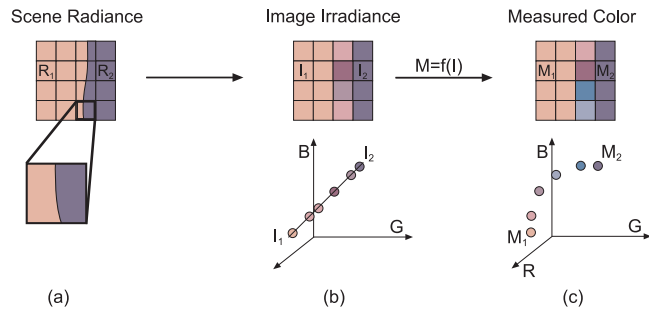 Scene Radiance
Image Irradiance
Measured Color
R₁ R₂
I₁ I₂
M=f(I)
M₁ M₂
B
I₂
G
I₁
B
M₂
G
M₁
R
(a)
(b)
(c)